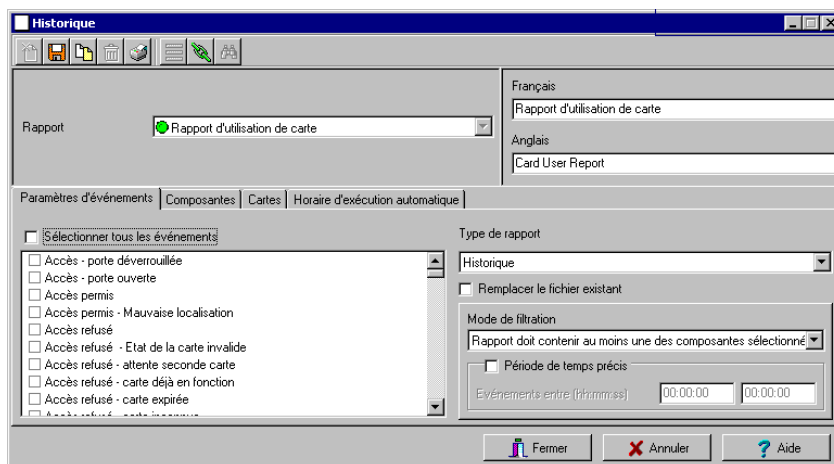 Historique
Français
Rapport d'utilisation de carte
Rapport
Rapport d'utilisation de carte
Anglais
Card User Report
Paramètres d'événements Composantes Cartes Horaire d'exécution automatique
Sélectionner tous les événements
Type de rapport
Accès - porte déverrouillée
Historique
Accès - porte ouverte
Remplacer le fichier existant
Accès permis
Accès permis - Mauvaise localisation
Mode de filtration
Accès refusé
Rapport doit contenir au moins une des composantes sélectionné
Accès refusé - Etat de la carte invalide
Accès refusé - attente seconde carte
Période de temps précis
Accès refusé - carte déjà en fonction
Evénements entre (hh:mm:ss) 00:00:00 00:00:00
Accès refusé - carte expirée
Fermer Annuler Aide